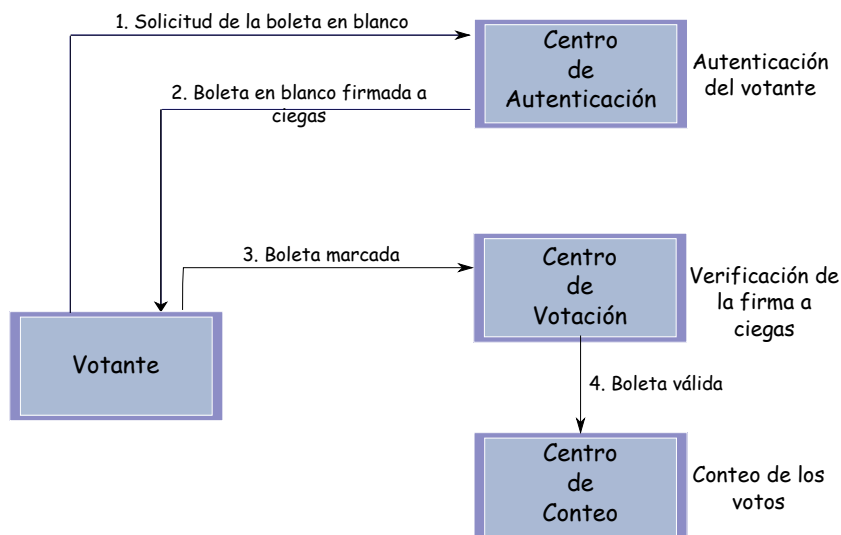 1. Solicitud de la boleta en blanco
Centro
de
Autenticación
Autenticación
del votante
2. Boleta en blanco firmada a
ciegas
3. Boleta marcada
Centro
de
Votación
Verificación de
la firma a
ciegas
Votante
4. Boleta válida
Centro
de
Conteo
Conteo de los
votos